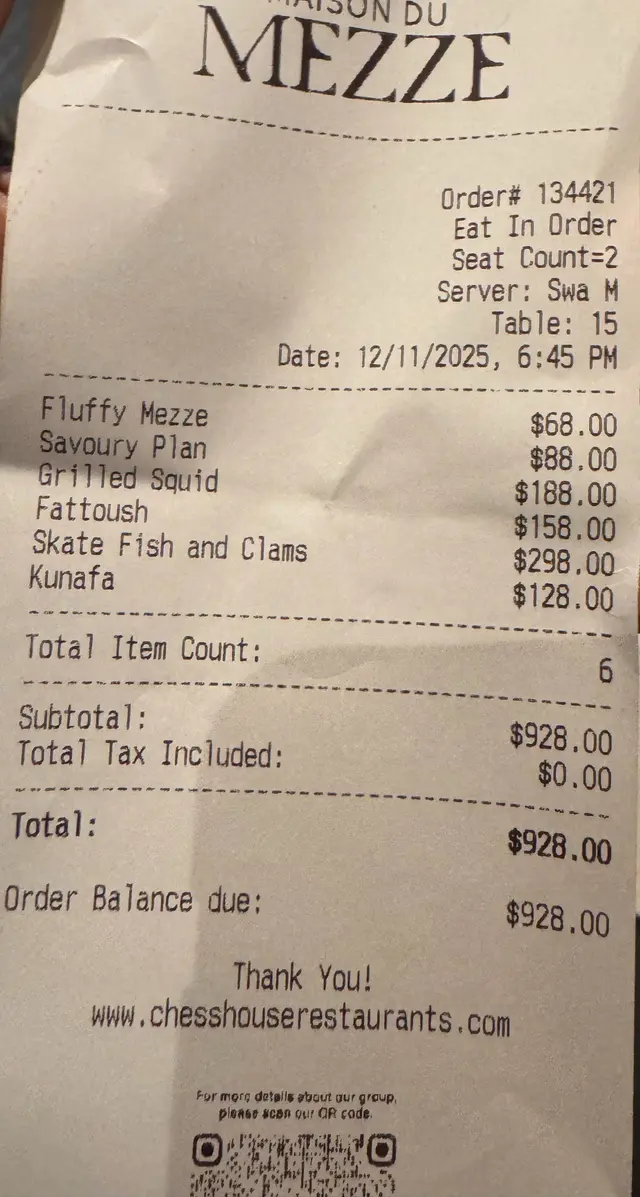 MAISON DU
MEZZE
Order# 134421
Eat In Order
Seat Count=2
Server: Swa M
Table: 15
Date: 12/11/2025, 6:45 PM
Fluffy Mezze $68.00
Savoury Plan $88.00
Grilled Squid $188.00
Fattoush $158.00
Skate Fish and Clams $298.00
Kunafa $128.00
Total Item Count: 6
Subtotal: $928.00
Total Tax Included: $0.00
Total: $928.00
Order Balance due: $928.00
Thank You!
www.chesshouserestaurants.com
For more details about our group,
please scan our QR code.